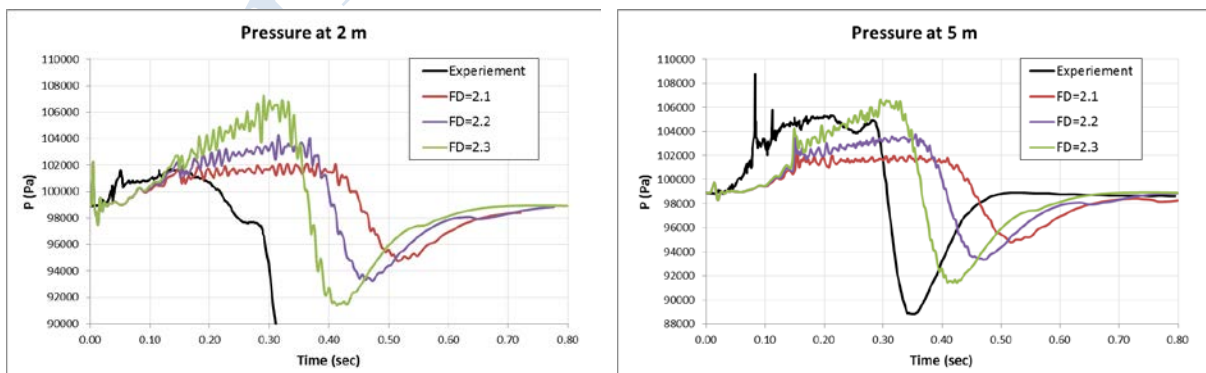 Pressure at 2 m
110000
108000
106000
104000
102000
100000
98000
96000
94000
92000
90000
P (Pa)
0.00 0.10 0.20 0.30 0.40 0.50 0.60 0.70 0.80
Time (sec)
Experiement
FD=2.1
FD=2.2
FD=2.3
Pressure at 5 m
110000
108000
106000
104000
102000
100000
98000
96000
94000
92000
90000
88000
P (Pa)
0.00 0.10 0.20 0.30 0.40 0.50 0.60 0.70 0.80
Time (sec)
Experiement
FD=2.1
FD=2.2
FD=2.3